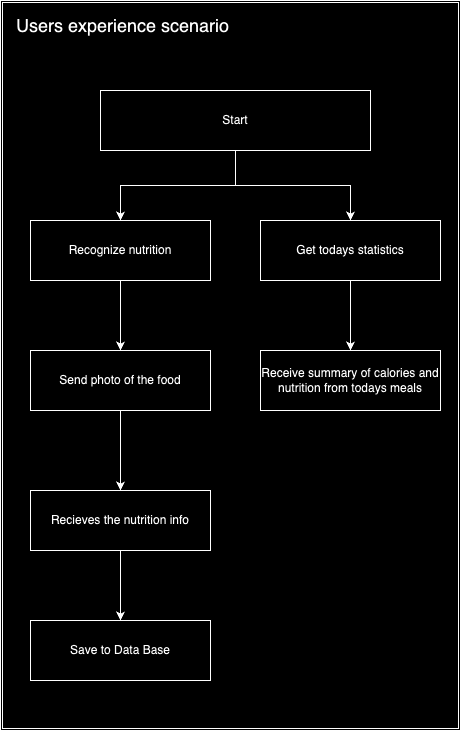 Users experience scenario
Start
Recognize nutrition
Get todays statistics
Send photo of the food
Receive summary of calories and
nutrition from todays meals
Recieves the nutrition info
Save to Data Base